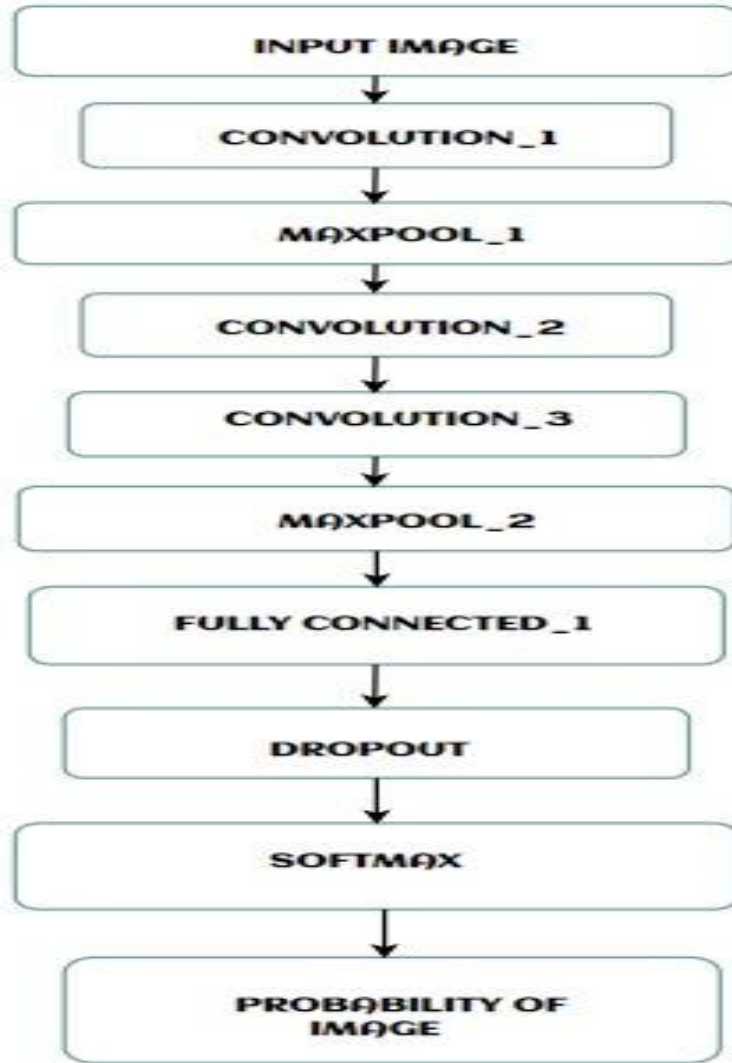 INPUT IMAGE
CONVOLUTION_1
MAXPOOL_1
CONVOLUTION_2
CONVOLUTION_3
MAXPOOL_2
FULLY CONNECTED_1
DROPOUT
SOFTMAX
PROBABILITY OF
IMAGE